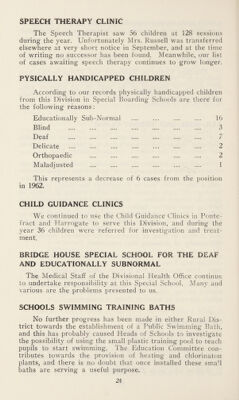 SPEECH THERAPY CLINIC
The Speech Therapist saw 56 children at 128 sessions
during the year. Unfortunately Mrs. Russell was transferred
elsewhere at very short notice in September, and at the time
of writing no successor has been found. Meanwhile, our list
of cases awaiting speech therapy continues to grow longer.
PYSICALLY HANDICAPPED CHILDREN
According to our records physically handicapped children
from this Division in Special Boarding Schools are there for
the following reasons:
Educationally Sub-Normal ... ... ... ... 16
Blind ... ... ... ... ... ... ... 3
Deaf ... ... ... ... ... ... ... 7
Delicate ... ... ... ... ... ... ... 2
Orthopaedic ... ... ... ... ... ... 2
Maladjusted ... ... ... ... ... ... 1
This represents a decrease of 6 cases from the position
in 1962.
CHILD GUIDANCE CLINICS
We continued to use the Child Guidance Clinics in Ponte-
fract and Harrogate to serve this Division, and during the
year 36 children were referred for investigation and treat-
ment.
BRIDGE HOUSE SPECIAL SCHOOL FOR THE DEAF
AND EDUCATIONALLY SUBNORMAL
The Medical Staff of the Divisional Health Office continue
to undertake responsibility at this Special School. Many and
various are the problems presented to us.
SCHOOLS SWIMMING TRAINING BATHS
No further progress has been made in either Rural Dis-
trict towards the establishment of a Public Swimming Bath,
and this has probably caused Heads of Schools to investigate
the possibility of using the small plastic training pool to teach
pupils to start swimming. The Education Committee con-
tributes towards the provision of heating and chlorination
plants, and there is no doubt that once installed these small
baths are serving a useful purpose.
24